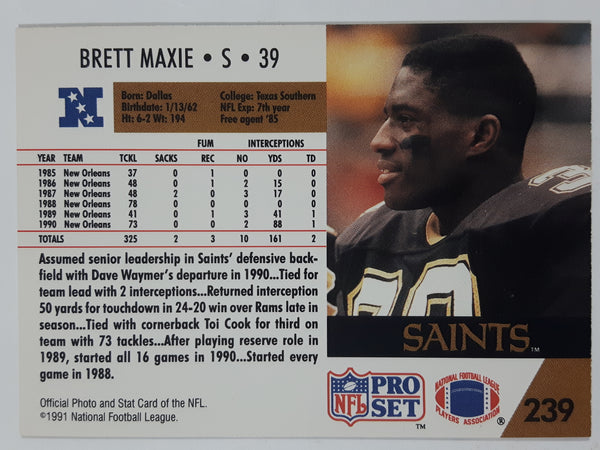 BRETT MAXIE • S • 39
N
Born: Dallas
Birthdate: 1/13/62
Ht: 6-2 Wt: 194
College: Texas Southern
NFL Exp: 7th year
Free agent '85
FUM INTERCEPTIONS
YEAR TEAM TCKL SACKS REC NO YDS TD
1985 New Orleans 37 0 1 0 0 0
1986 New Orleans 48 0 1 2 15 0
1987 New Orleans 48 2 0 3 17 0
1988 New Orleans 78 0 0 0 0 0
1989 New Orleans 41 0 1 3 41 1
1990 New Orleans 73 0 0 2 88 1
TOTALS 325 2 3 10 161 2
Assumed senior leadership in Saints' defensive back-
field with Dave Waymer's departure in 1990...Tied for
team lead with 2 interceptions...Returned interception
50 yards for touchdown in 24-20 win over Rams late in
season...Tied with cornerback Toi Cook for third on
team with 73 tackles...After playing reserve role in
1989, started all 16 games in 1990...Started every
game in 1988.
Official Photo and Stat Card of the NFL.
©1991 National Football League.
39
SAINTS™
NFL
PRO
SET
™
NATIONAL FOOTBALL LEAGUE
PLAYERS ASSOCIATION
®
239